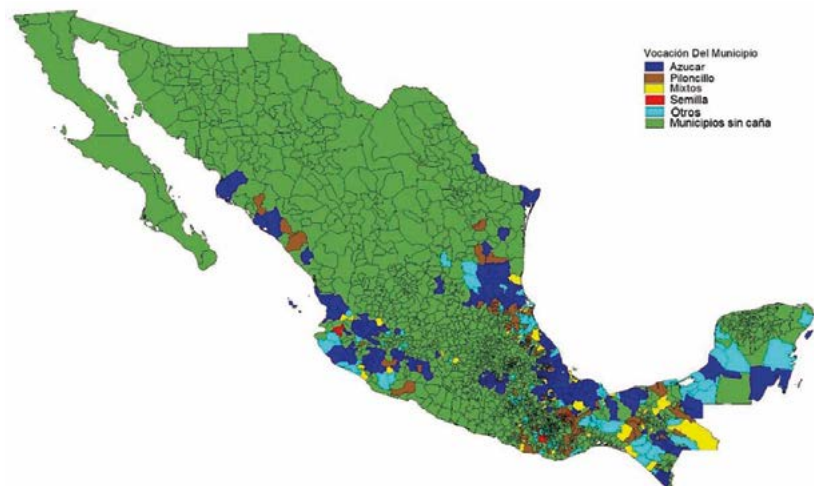 Vocación Del Municipio
Azucar
Piloncillo
Mixtos
Semilla
Otros
Municipios sin caña